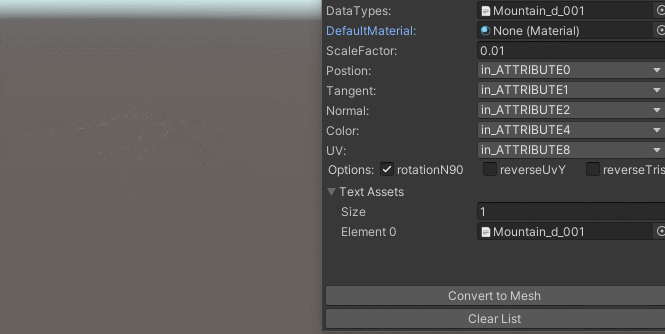 DataTypes: Mountain_d_001
DefaultMaterial: None (Material)
ScaleFactor: 0.01
Postion: in_ATTRIBUTE0
Tangent: in_ATTRIBUTE1
Normal: in_ATTRIBUTE2
Color: in_ATTRIBUTE4
UV: in_ATTRIBUTE8
Options: rotationN90 reverseUvY reverseTris
Text Assets
Size 1
Element 0 Mountain_d_001
Convert to Mesh
Clear List